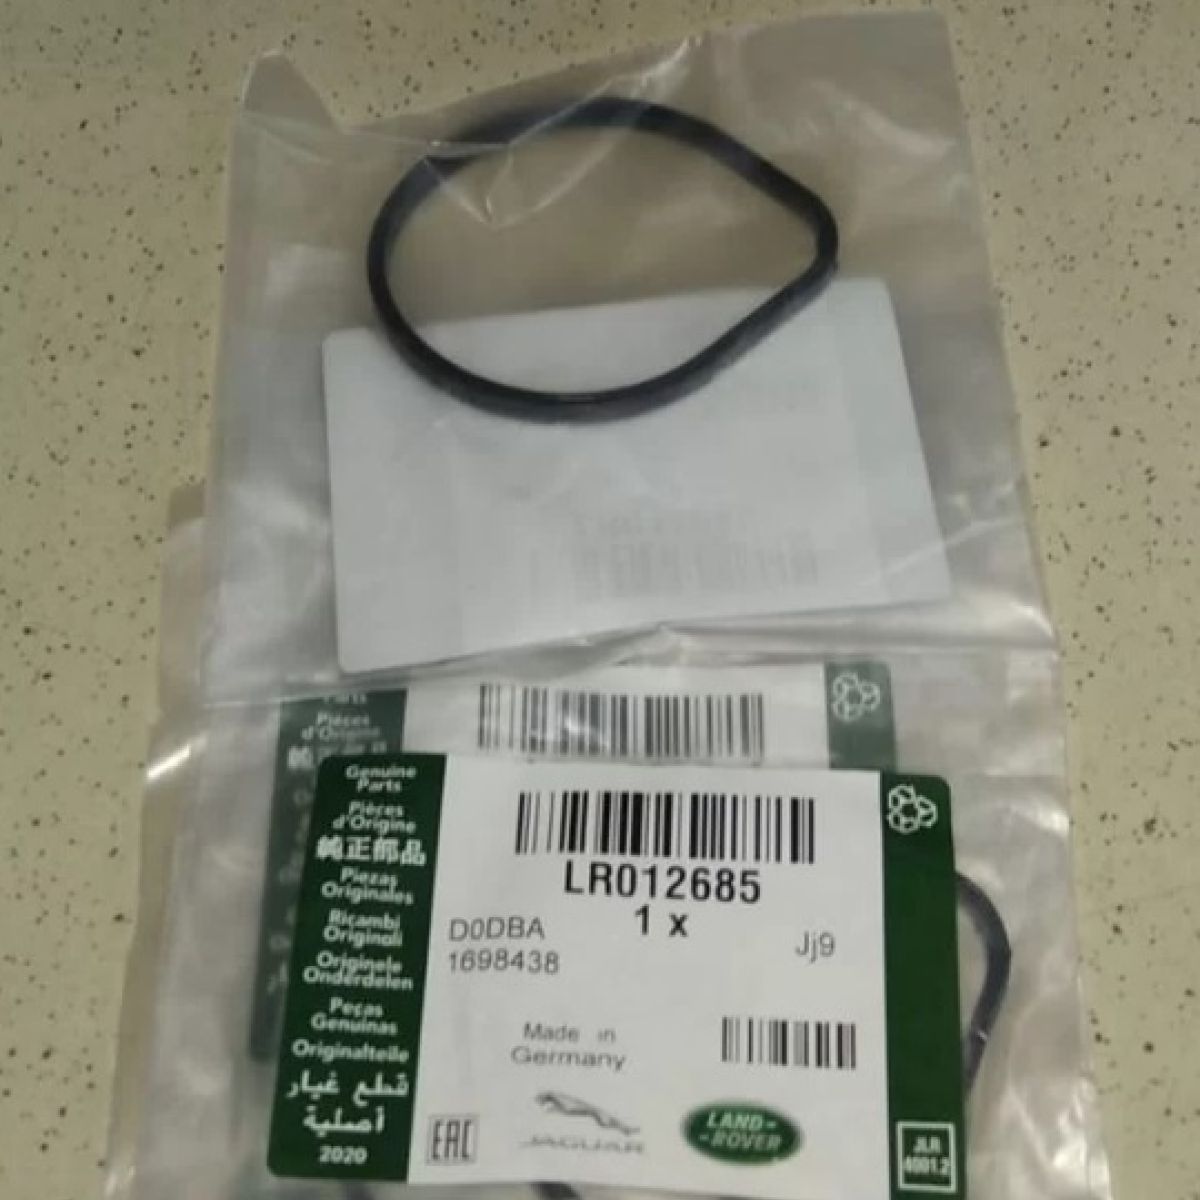 Pièces
d'Origine
Genuine
Parts
Pièces
d'Origine
純正部品
Piezas
Originales
Ricambi
Originali
Originele
Onderdelen
Peças
Genuínas
Originalteile
قطع غيار
أصلية
2020
LR012685
1 x
D0DBA
Jj9
1698438
Made in
Germany
EAC
JAGUAR
LAND-
-ROVER
JLR
4001.2